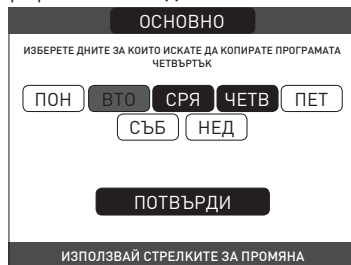 ОСНОВНО
ИЗБЕРЕТЕ ДНИТЕ ЗА КОИТО ИСКАТЕ ДА КОПИРАТЕ ПРОГРАМАТА
ЧЕТВЪРТЪК
ПОН ВТО СРЯ ЧЕТВ ПЕТ
СЪБ НЕД
ПОТВЪРДИ
ИЗПОЛЗВАЙ СТРЕЛКИТЕ ЗА ПРОМЯНА